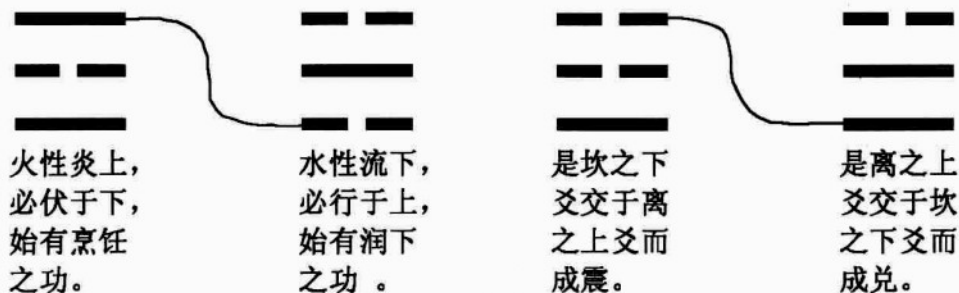 火性炎上，
必伏于下，
始有烹饪
之功。
水性流下，
必行于上，
始有润下
之功 。
是坎之下
爻交于离
之上爻而
成震。
是离之上
爻交于坎
之下爻而
成兑。